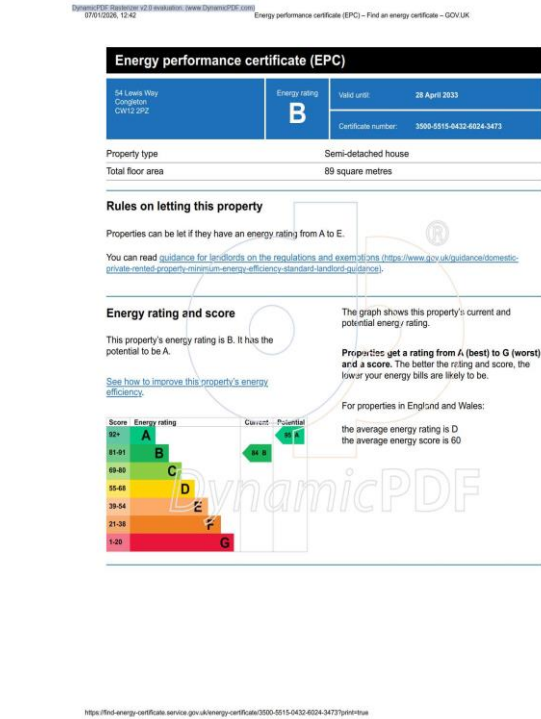 DynamicPDF Rasterizer v2.0 evaluation. (www.DynamicPDF.com)
07/01/2026, 12:42
Energy performance certificate (EPC) – Find an energy certificate – GOV.UK
Energy performance certificate (EPC)
54 Lewis Way
Congleton
CW12 2PZ
Energy rating
B
Valid until:
28 April 2033
Certificate number:
3500-5515-0432-6024-3473
Property type
Semi-detached house
Total floor area
89 square metres
Rules on letting this property
Properties can be let if they have an energy rating from A to E.
You can read guidance for landlords on the regulations and exemptions (https://www.gov.uk/guidance/domestic-
private-rented-property-minimum-energy-efficiency-standard-landlord-guidance).
Energy rating and score
This property's energy rating is B. It has the
potential to be A.
See how to improve this property's energy
efficiency.
Score Energy rating Current Potential
92+ A 95 A
81-91 B 84 B
69-80 C
55-68 D
39-54 E
21-38 F
1-20 G
The graph shows this property's current and
potential energy rating.
Properties get a rating from A (best) to G (worst)
and a score. The better the rating and score, the
lower your energy bills are likely to be.
For properties in England and Wales:
the average energy rating is D
the average energy score is 60
®
DynamicPDF
https://find-energy-certificate.service.gov.uk/energy-certificate/3500-5515-0432-6024-3473?print=true